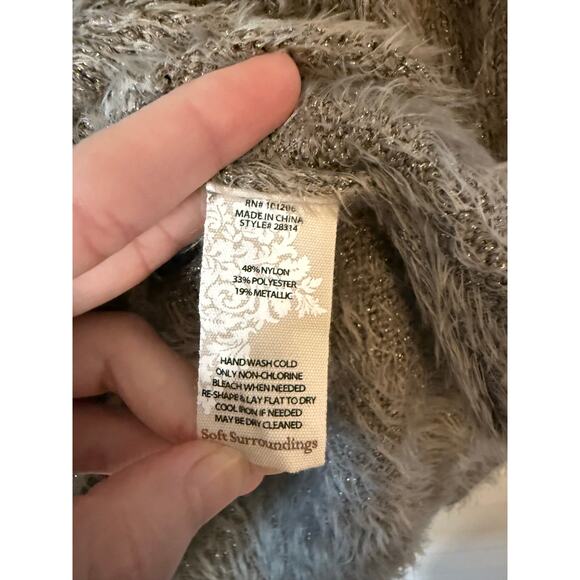 RN# 101206
MADE IN CHINA
STYLE# 28314
48% NYLON
33% POLYESTER
19% METALLIC
HAND WASH COLD
ONLY NON-CHLORINE
BLEACH WHEN NEEDED
RE-SHAPE & LAY FLAT TO DRY
COOL IRON IF NEEDED
MAY BE DRY CLEANED
Soft Surroundings